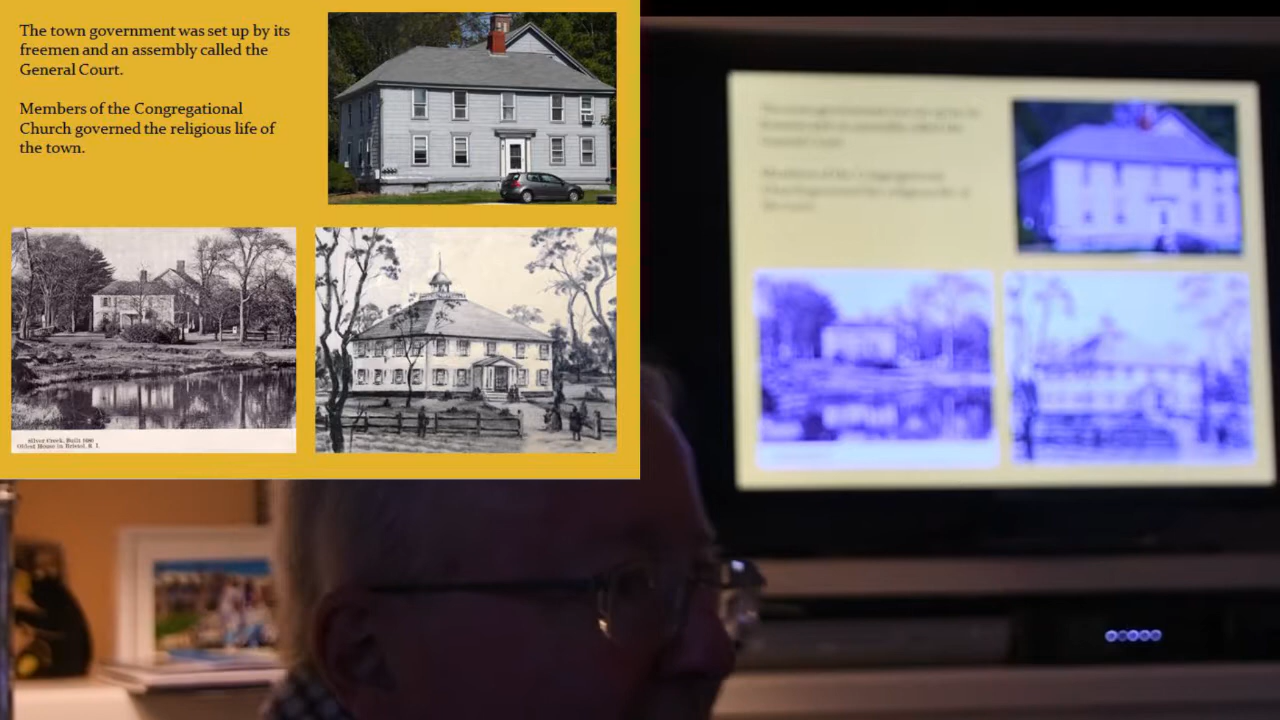 The town government was set up by its
freemen and an assembly called the
General Court.
Members of the Congregational
Church governed the religious life of
the town.
Silver Creek, Built 1680
Oldest House in Bristol, R. I.